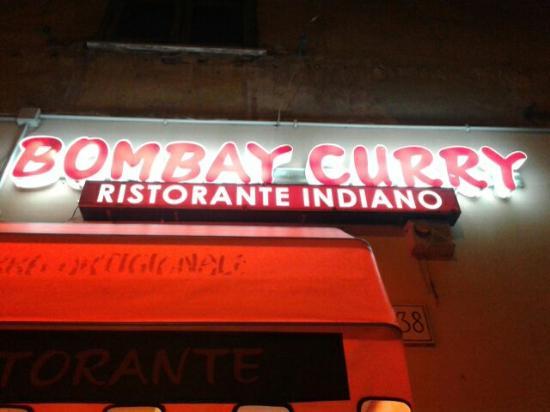 BOMBAY CURRY
RISTORANTE INDIANO
38
TORANTE